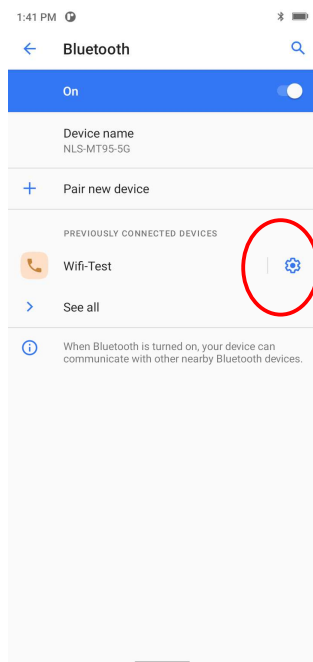 1:41 PM
Bluetooth
On
Device name
NLS-MT95-5G
Pair new device
PREVIOUSLY CONNECTED DEVICES
Wifi-Test
See all
When Bluetooth is turned on, your device can
communicate with other nearby Bluetooth devices.